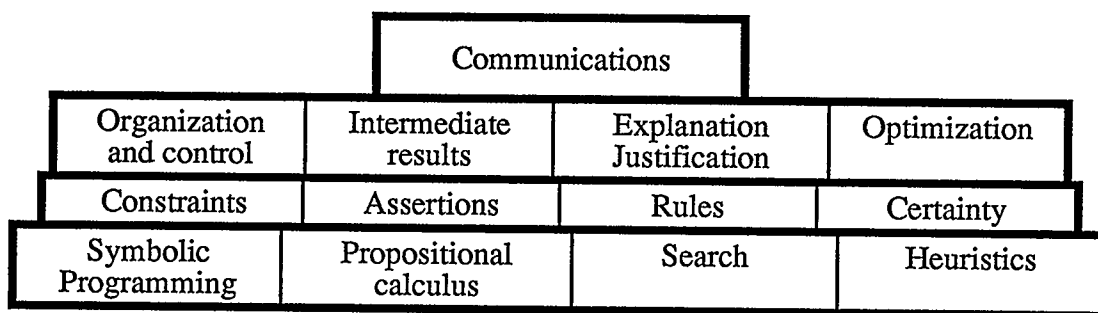 Communications
Organization
and control
Intermediate
results
Explanation
Justification
Optimization
Constraints
Assertions
Rules
Certainty
Symbolic
Programming
Propositional
calculus
Search
Heuristics